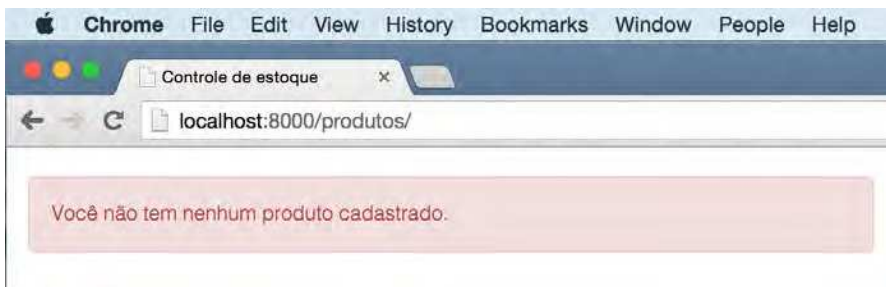 Chrome File Edit View History Bookmarks Window People Help
Controle de estoque
localhost:8000/produtos/
Você não tem nenhum produto cadastrado.